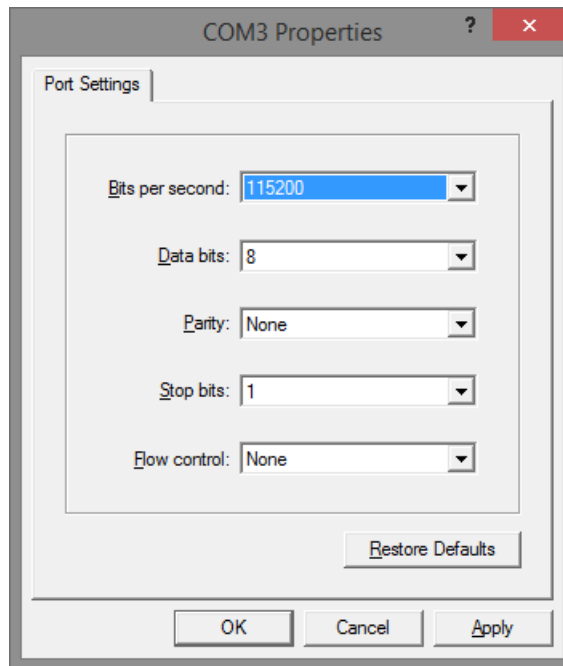 COM3 Properties
?
Port Settings
Bits per second: 115200
Data bits: 8
Parity: None
Stop bits: 1
Flow control: None
Restore Defaults
OK Cancel Apply